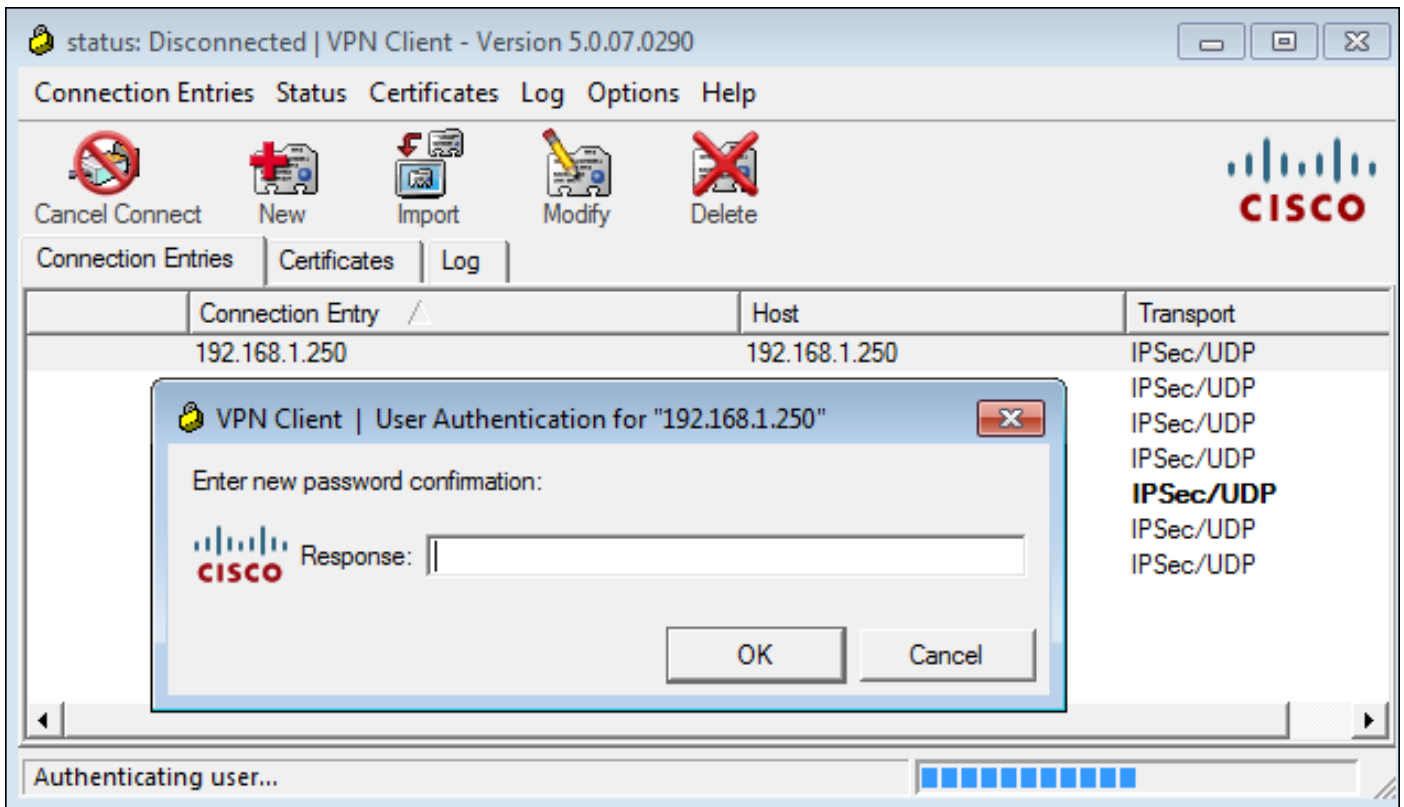 status: Disconnected | VPN Client - Version 5.0.07.0290
Connection Entries Status Certificates Log Options Help
Cancel Connect New Import Modify Delete
CISCO
Connection Entries Certificates Log
Connection Entry Host Transport
192.168.1.250 192.168.1.250 IPSec/UDP
IPSec/UDP
VPN Client | User Authentication for "192.168.1.250"
IPSec/UDP
IPSec/UDP
Enter new password confirmation:
IPSec/UDP
IPSec/UDP
CISCO Response:
IPSec/UDP
OK Cancel
Authenticating user...